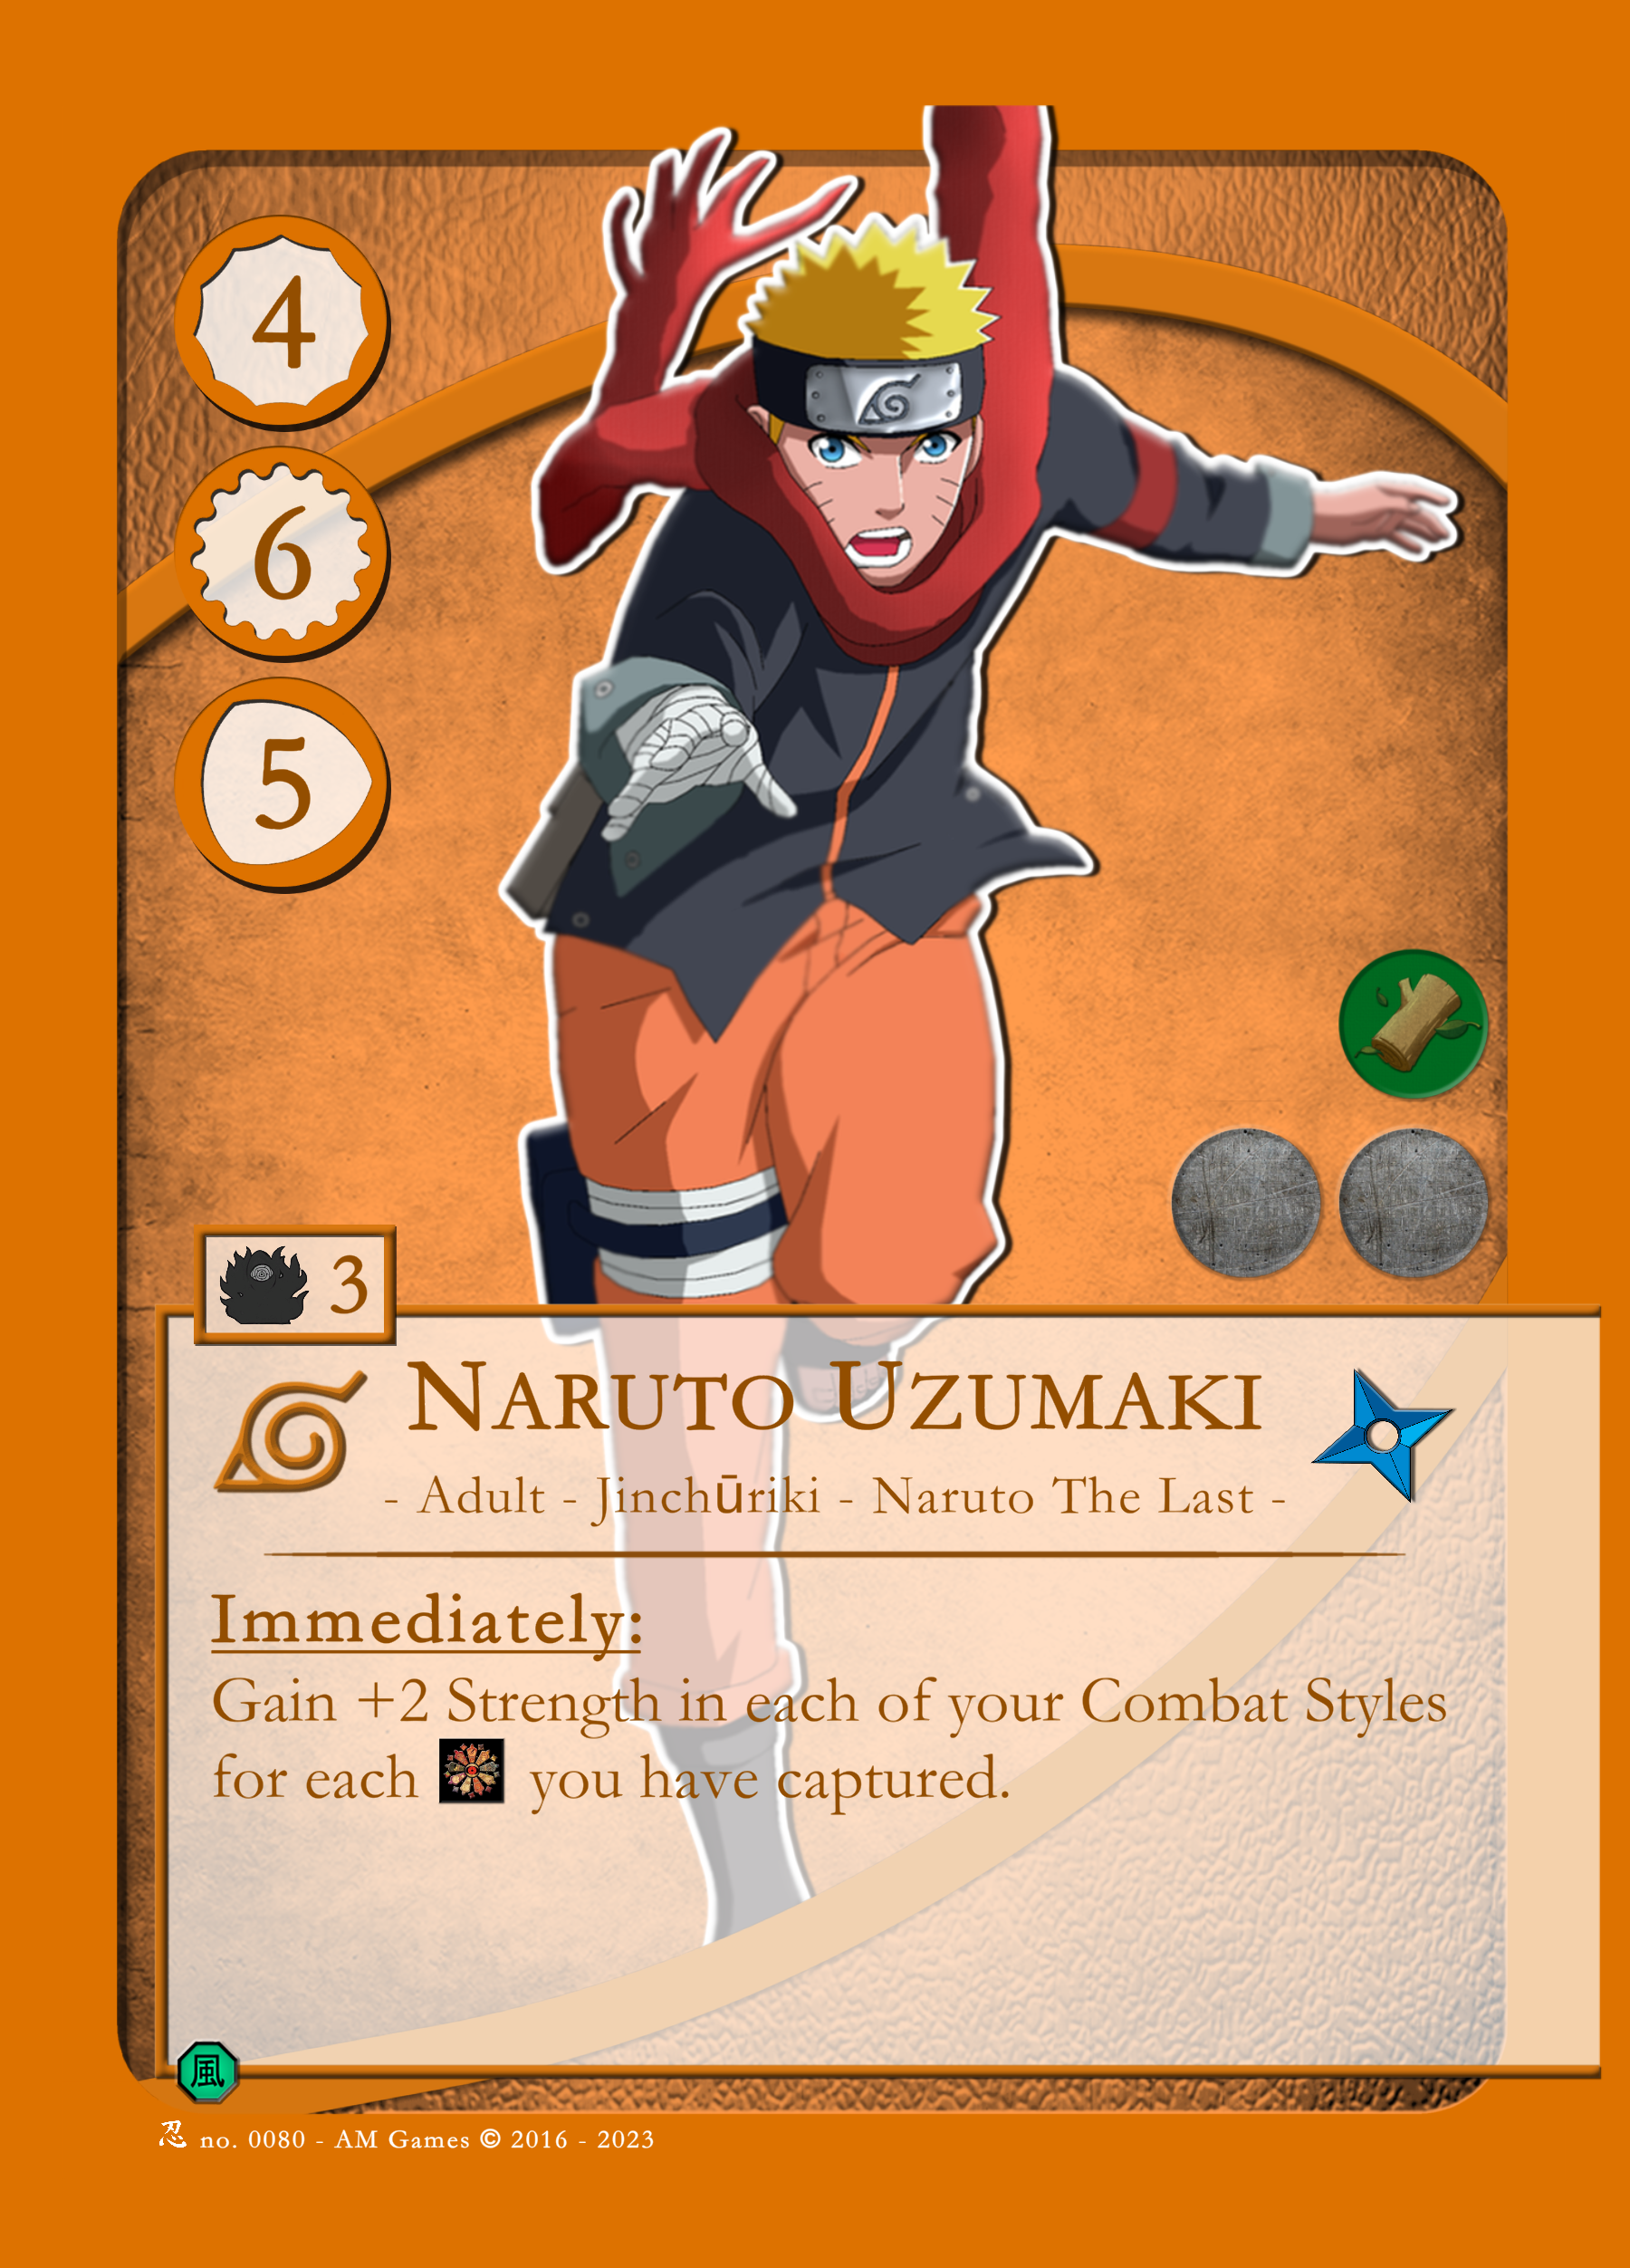 4
6
5
3
Naruto Uzumaki
- Adult - Jinchūriki - Naruto The Last -
Immediately:
Gain +2 Strength in each of your Combat Styles
for each you have captured.
風
忍 no. 0080 - AM Games © 2016 - 2023